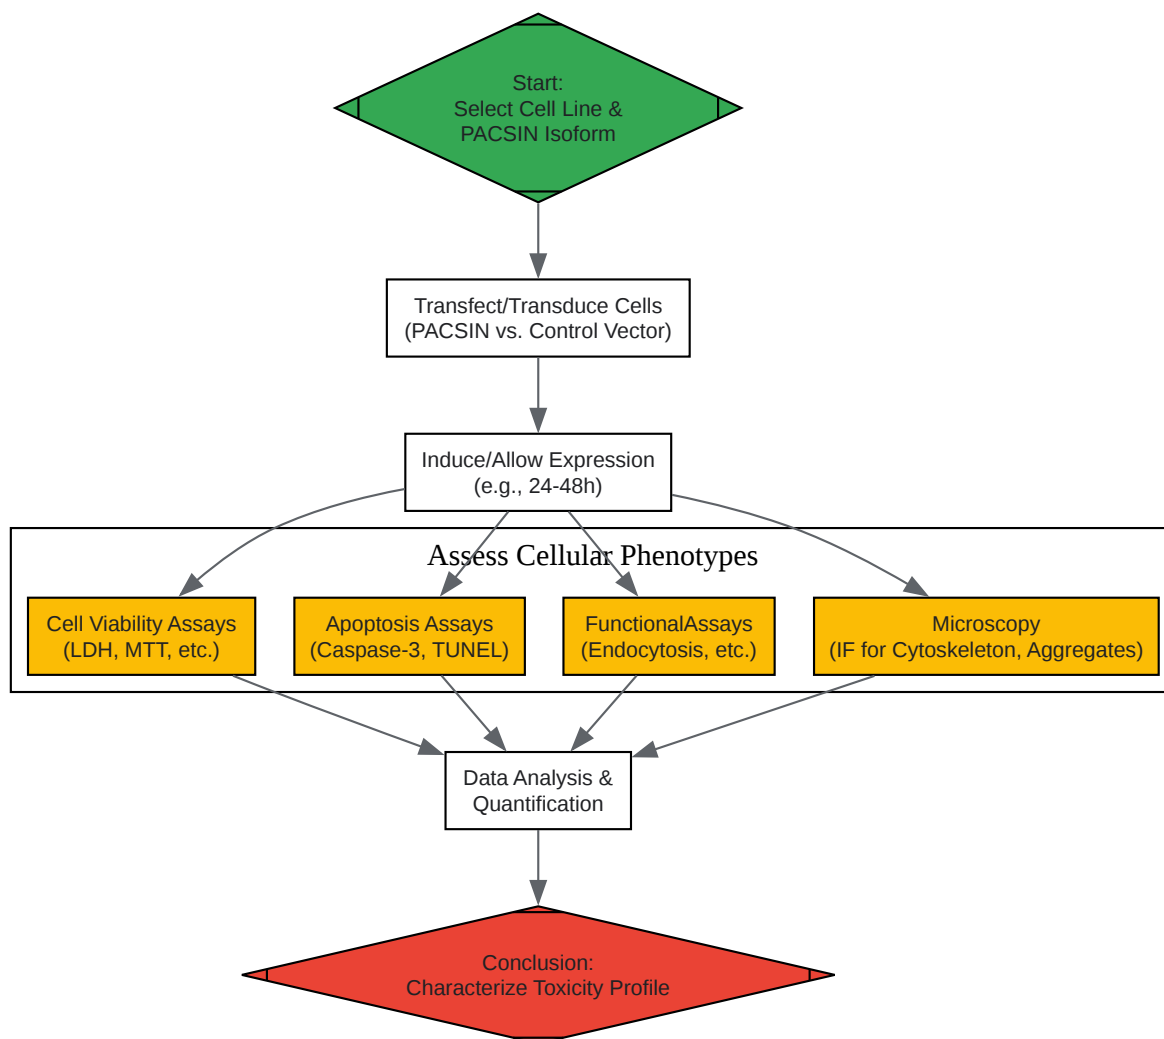 Start:
Select Cell Line &
PACSIN Isoform
Transfect/Transduce Cells
(PACSIN vs. Control Vector)
Induce/Allow Expression
(e.g., 24-48h)
Assess Cellular Phenotypes
Cell Viability Assays
(LDH, MTT, etc.)
Apoptosis Assays
(Caspase-3, TUNEL)
FunctionalAssays
(Endocytosis, etc.)
Microscopy
(IF for Cytoskeleton, Aggregates)
Data Analysis &
Quantification
Conclusion:
Characterize Toxicity Profile